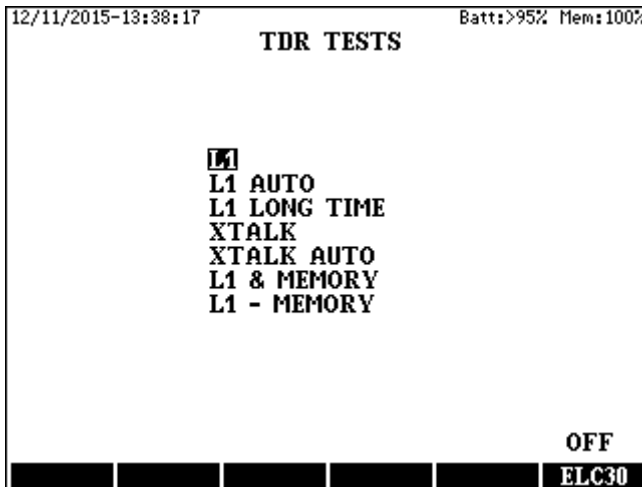 12/11/2015-13:38:17 Batt:>95% Mem:100%
TDR TESTS
L1
L1 AUTO
L1 LONG TIME
XTALK
XTALK AUTO
L1 & MEMORY
L1 - MEMORY
OFF
ELC30